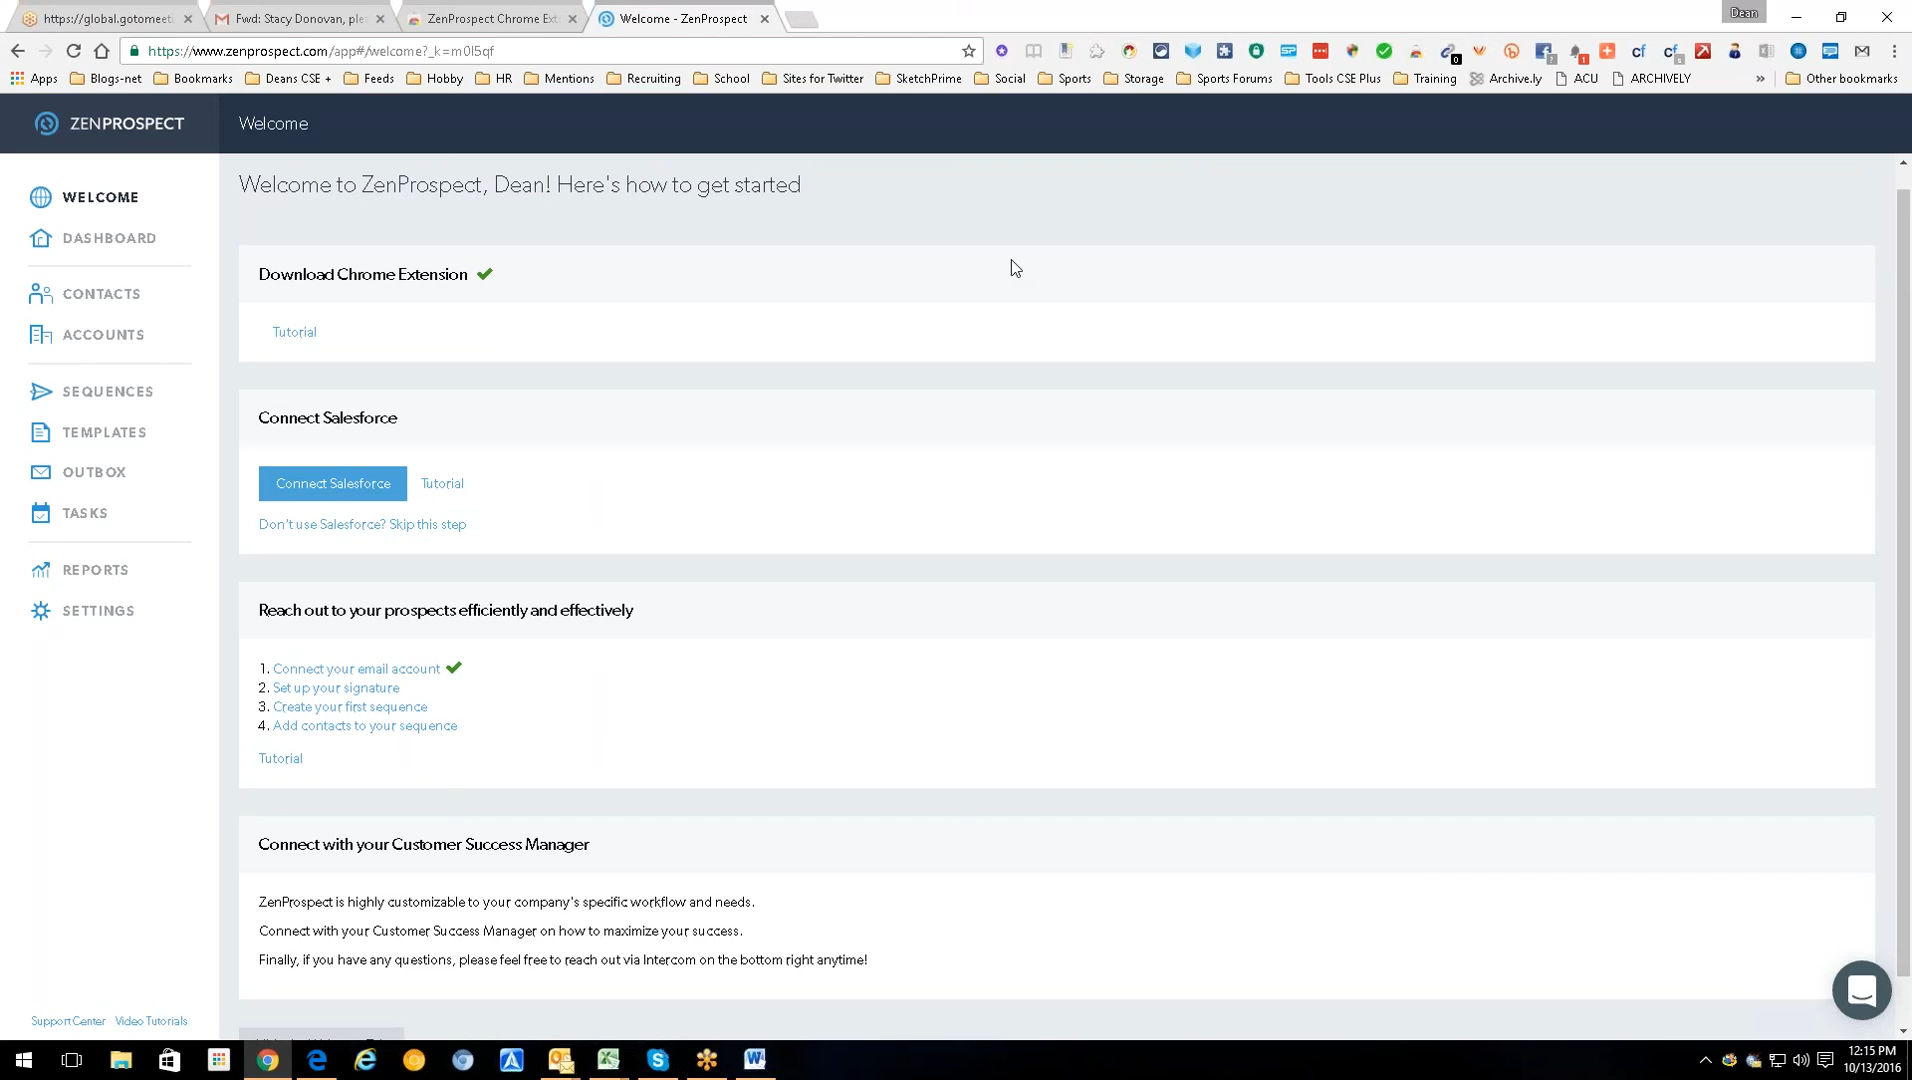 https://global.gotomeeti
Fwd: Stacy Donovan, ple
ZenProspect Chrome Ext
Welcome - ZenProspect
Dean
https://www.zenprospect.com/app#/welcome?_k=m0l5qf
Apps
Blogs-net
Bookmarks
Deans CSE +
Feeds
Hobby
HR
Mentions
Recruiting
School
Sites for Twitter
SketchPrime
Social
Sports
Storage
Sports Forums
Tools CSE Plus
Training
Archive.ly
ACU
ARCHIVELY
»
Other bookmarks
ZENPROSPECT
Welcome
WELCOME
DASHBOARD
CONTACTS
ACCOUNTS
SEQUENCES
TEMPLATES
OUTBOX
TASKS
REPORTS
SETTINGS
Support Center Video Tutorials
Welcome to ZenProspect, Dean! Here's how to get started
Download Chrome Extension
Tutorial
Connect Salesforce
Connect Salesforce
Tutorial
Don't use Salesforce? Skip this step
Reach out to your prospects efficiently and effectively
1. Connect your email account
2. Set up your signature
3. Create your first sequence
4. Add contacts to your sequence
Tutorial
Connect with your Customer Success Manager
ZenProspect is highly customizable to your company's specific workflow and needs.
Connect with your Customer Success Manager on how to maximize your success.
Finally, if you have any questions, please feel free to reach out via Intercom on the bottom right anytime!
12:15 PM
10/13/2016